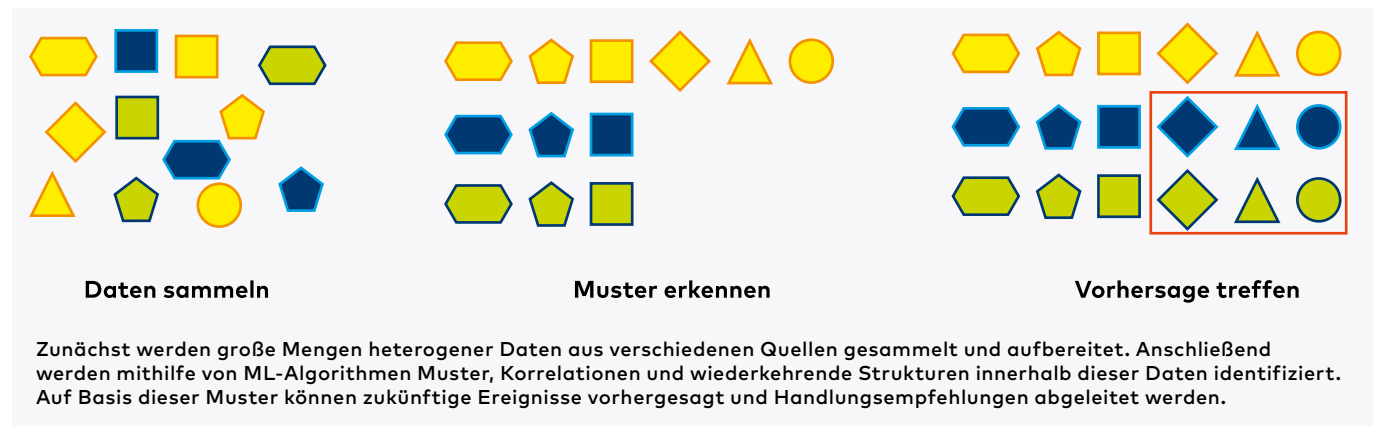 Daten sammeln
Muster erkennen
Vorhersage treffen
Zunächst werden große Mengen heterogener Daten aus verschiedenen Quellen gesammelt und aufbereitet. Anschließend
werden mithilfe von ML-Algorithmen Muster, Korrelationen und wiederkehrende Strukturen innerhalb dieser Daten identifiziert.
Auf Basis dieser Muster können zukünftige Ereignisse vorhergesagt und Handlungsempfehlungen abgeleitet werden.